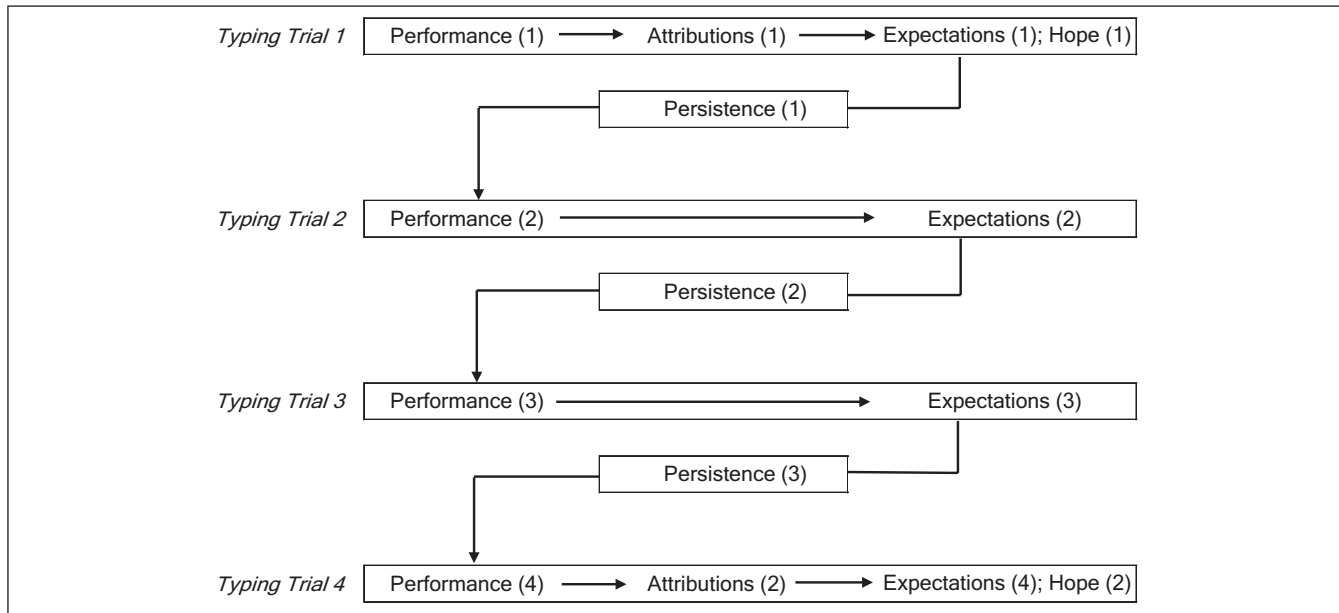 Typing Trial 1 Performance (1) Attributions (1) Expectations (1); Hope (1)
Persistence (1)
Typing Trial 2 Performance (2) Expectations (2)
Persistence (2)
Typing Trial 3 Performance (3) Expectations (3)
Persistence (3)
Typing Trial 4 Performance (4) Attributions (2) Expectations (4); Hope (2)